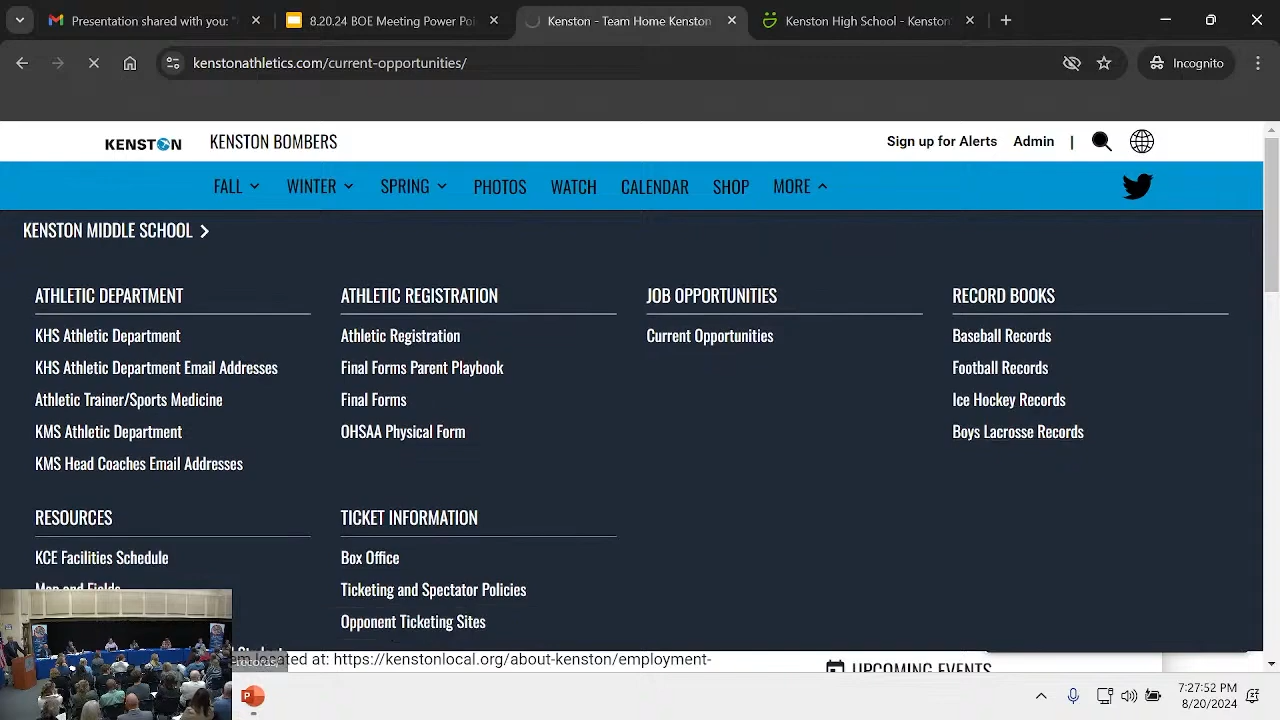 Presentation shared with you: "
8.20.24 BOE Meeting Power Poi
Kenston - Team Home Kenston
Kenston High School - Kenston
kenstonathletics.com/current-opportunities/
Incognito
KENSTON
KENSTON BOMBERS
Sign up for Alerts
Admin
|
FALL
WINTER
SPRING
PHOTOS
WATCH
CALENDAR
SHOP
MORE
KENSTON MIDDLE SCHOOL
ATHLETIC DEPARTMENT
KHS Athletic Department
KHS Athletic Department Email Addresses
Athletic Trainer/Sports Medicine
KMS Athletic Department
KMS Head Coaches Email Addresses
ATHLETIC REGISTRATION
Athletic Registration
Final Forms Parent Playbook
Final Forms
OHSAA Physical Form
JOB OPPORTUNITIES
Current Opportunities
RECORD BOOKS
Baseball Records
Football Records
Ice Hockey Records
Boys Lacrosse Records
RESOURCES
KCE Facilities Schedule
Map and Fields
TICKET INFORMATION
Box Office
Ticketing and Spectator Policies
Opponent Ticketing Sites
located at: https://kenstonlocal.org/about-kenston/employment-
UPCOMING EVENTS
7:27:52 PM
8/20/2024